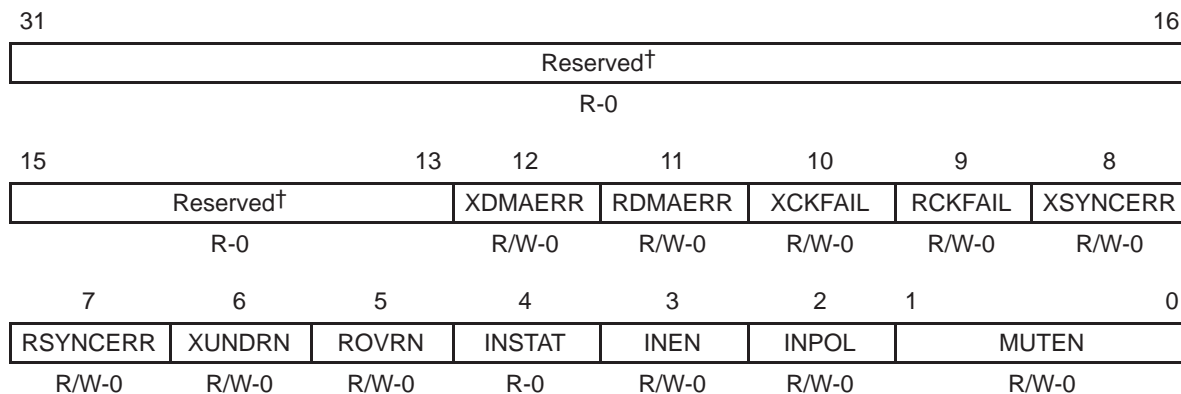 31 16
Reserved†
R-0
15 13 12 11 10 9 8
Reserved† XDMAERR RDMAERR XCKFAIL RCKFAIL XSYNCERR
R-0 R/W-0 R/W-0 R/W-0 R/W-0 R/W-0
7 6 5 4 3 2 1 0
RSYNCERR XUNDRN ROVRN INSTAT INEN INPOL MUTEN
R/W-0 R/W-0 R/W-0 R-0 R/W-0 R/W-0 R/W-0